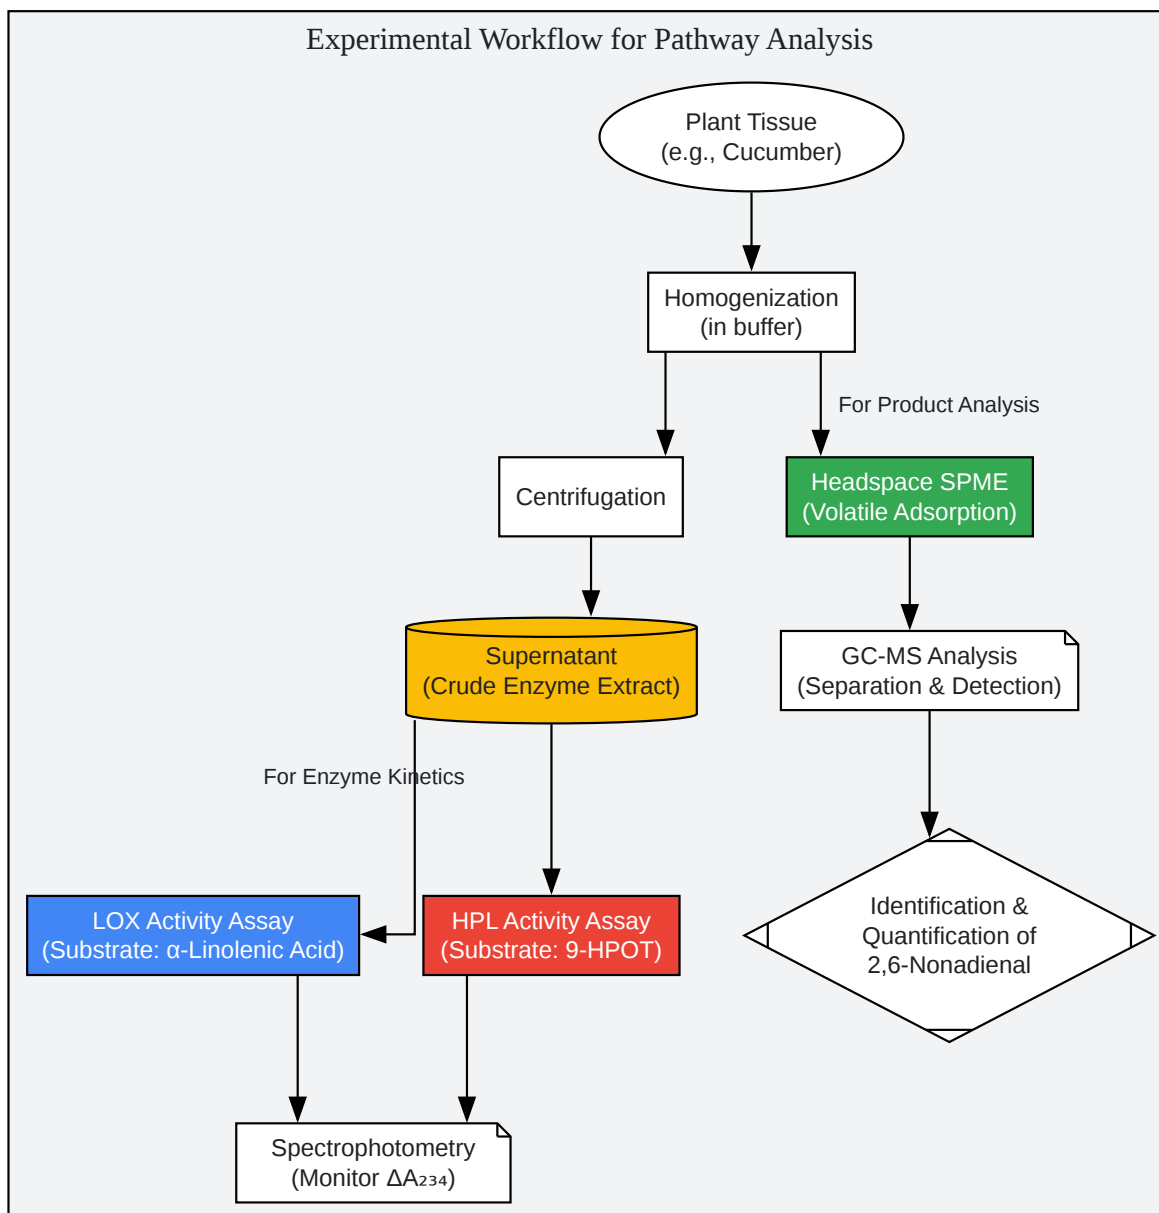 Experimental Workflow for Pathway Analysis
Plant Tissue
(e.g., Cucumber)
Homogenization
(in buffer)
For Product Analysis
Centrifugation
Headspace SPME
(Volatile Adsorption)
Supernatant
(Crude Enzyme Extract)
GC-MS Analysis
(Separation & Detection)
For Enzyme Kinetics
LOX Activity Assay
(Substrate: α-Linolenic Acid)
HPL Activity Assay
(Substrate: 9-HPOT)
Identification &
Quantification of
2,6-Nonadienal
Spectrophotometry
(Monitor ΔA₂₃₄)